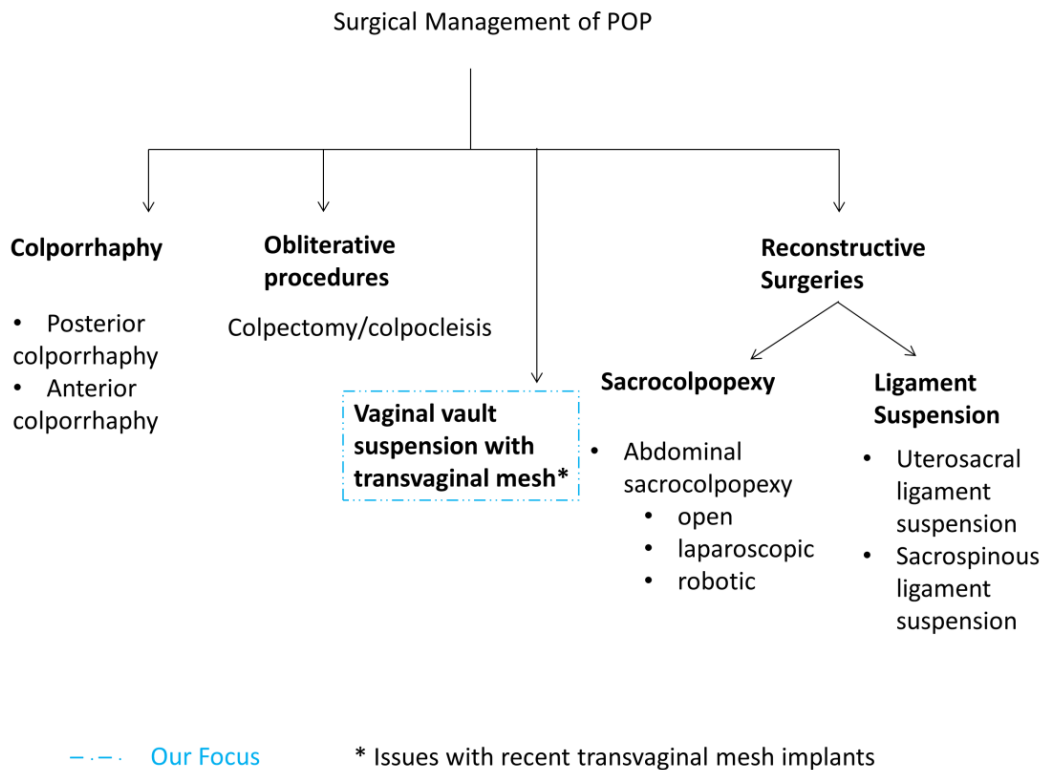 Surgical Management of POP
Colporrhaphy
• Posterior
colporrhaphy
• Anterior
colporrhaphy
Obliterative
procedures
Colpectomy/colpocleisis
Vaginal vault
suspension with
transvaginal mesh*
Reconstructive
Surgeries
Sacrocolpopexy
• Abdominal
sacrocolpopexy
• open
• laparoscopic
• robotic
Ligament
Suspension
• Uterosacral
ligament
suspension
• Sacrospinous
ligament
suspension
Our Focus
* Issues with recent transvaginal mesh implants